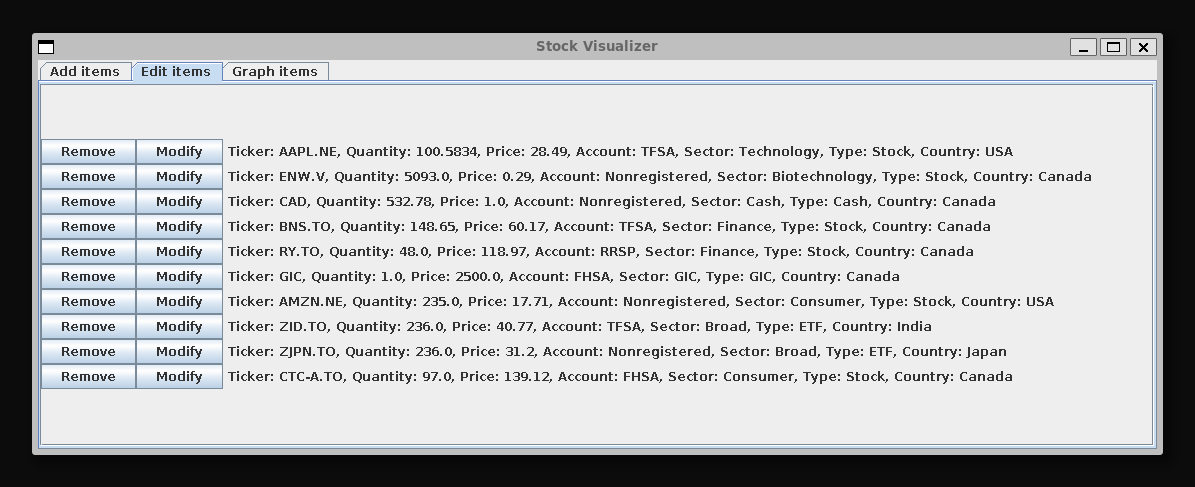 Stock Visualizer
Add items Edit items Graph items
Remove Modify Ticker: AAPL.NE, Quantity: 100.5834, Price: 28.49, Account: TFSA, Sector: Technology, Type: Stock, Country: USA
Remove Modify Ticker: ENW.V, Quantity: 5093.0, Price: 0.29, Account: Nonregistered, Sector: Biotechnology, Type: Stock, Country: Canada
Remove Modify Ticker: CAD, Quantity: 532.78, Price: 1.0, Account: Nonregistered, Sector: Cash, Type: Cash, Country: Canada
Remove Modify Ticker: BNS.TO, Quantity: 148.65, Price: 60.17, Account: TFSA, Sector: Finance, Type: Stock, Country: Canada
Remove Modify Ticker: RY.TO, Quantity: 48.0, Price: 118.97, Account: RRSP, Sector: Finance, Type: Stock, Country: Canada
Remove Modify Ticker: GIC, Quantity: 1.0, Price: 2500.0, Account: FHSA, Sector: GIC, Type: GIC, Country: Canada
Remove Modify Ticker: AMZN.NE, Quantity: 235.0, Price: 17.71, Account: Nonregistered, Sector: Consumer, Type: Stock, Country: USA
Remove Modify Ticker: ZID.TO, Quantity: 236.0, Price: 40.77, Account: TFSA, Sector: Broad, Type: ETF, Country: India
Remove Modify Ticker: ZJPN.TO, Quantity: 236.0, Price: 31.2, Account: Nonregistered, Sector: Broad, Type: ETF, Country: Japan
Remove Modify Ticker: CTC-A.TO, Quantity: 97.0, Price: 139.12, Account: FHSA, Sector: Consumer, Type: Stock, Country: Canada